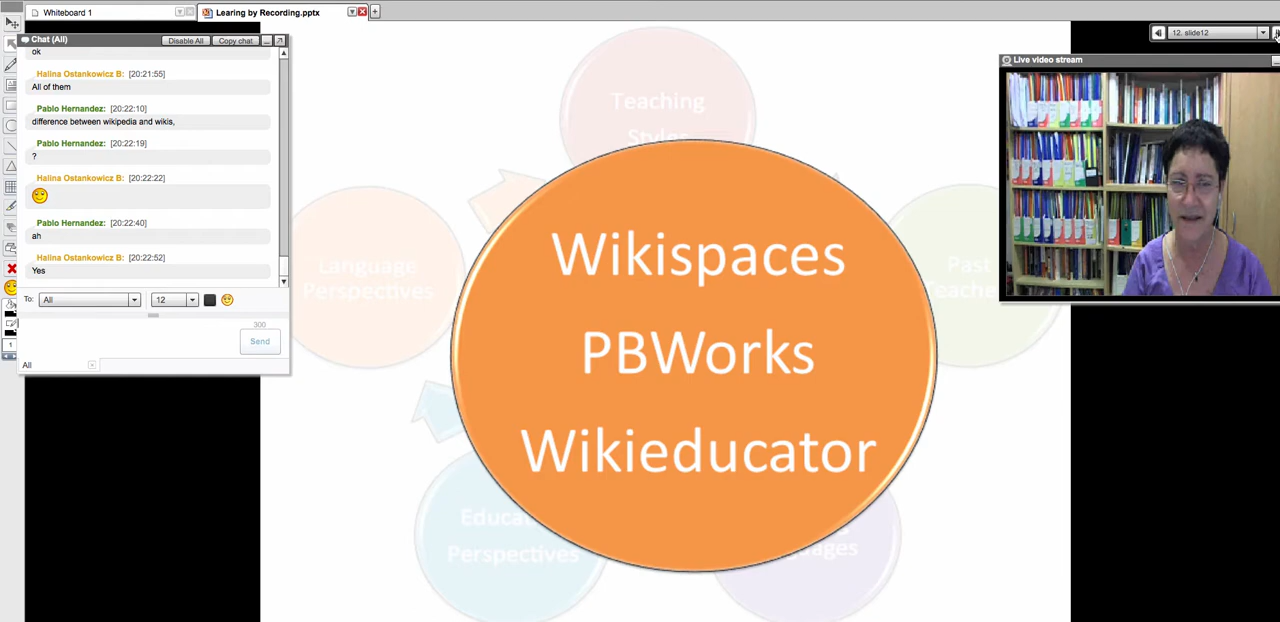 Whiteboard 1
Learing by Recording.pptx
Chat (All)
Disable All
Copy chat
ok
Halina Ostankowicz B: [20:21:55]
All of them
Pablo Hernandez: [20:22:10]
difference between wikipedia and wikis,
Pablo Hernandez: [20:22:19]
?
Halina Ostankowicz B: [20:22:22]
Pablo Hernandez: [20:22:40]
ah
Halina Ostankowicz B: [20:22:52]
Yes
To: All 12
300
Send
All
12. slide12
Live video stream
Teaching
Styles
Language
Perspectives
Past
Wikispaces
PBWorks
Wikieducator
Perspectives
1